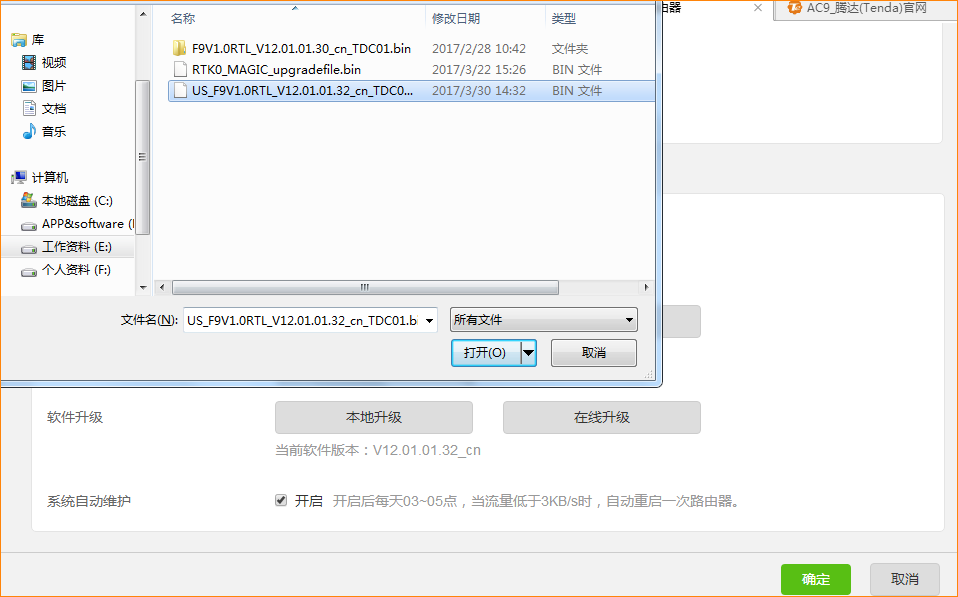 名称 修改日期 类型
由器
AC9_腾达(Tenda)官网
库
视频
图片
文档
音乐
计算机
本地磁盘 (C:)
APP&software (
工作资料 (E:)
个人资料 (F:)
F9V1.0RTL_V12.01.01.30_cn_TDC01.bin 2017/2/28 10:42 文件夹
RTK0_MAGIC_upgradefile.bin 2017/3/22 15:26 BIN 文件
US_F9V1.0RTL_V12.01.01.32_cn_TDC0... 2017/3/30 14:32 BIN 文件
文件名(N): US_F9V1.0RTL_V12.01.01.32_cn_TDC01.b 所有文件
打开(O) 取消
软件升级 本地升级 在线升级
当前软件版本：V12.01.01.32_cn
系统自动维护 开启 开启后每天03~05点，当流量低于3KB/s时，自动重启一次路由器。
确定 取消